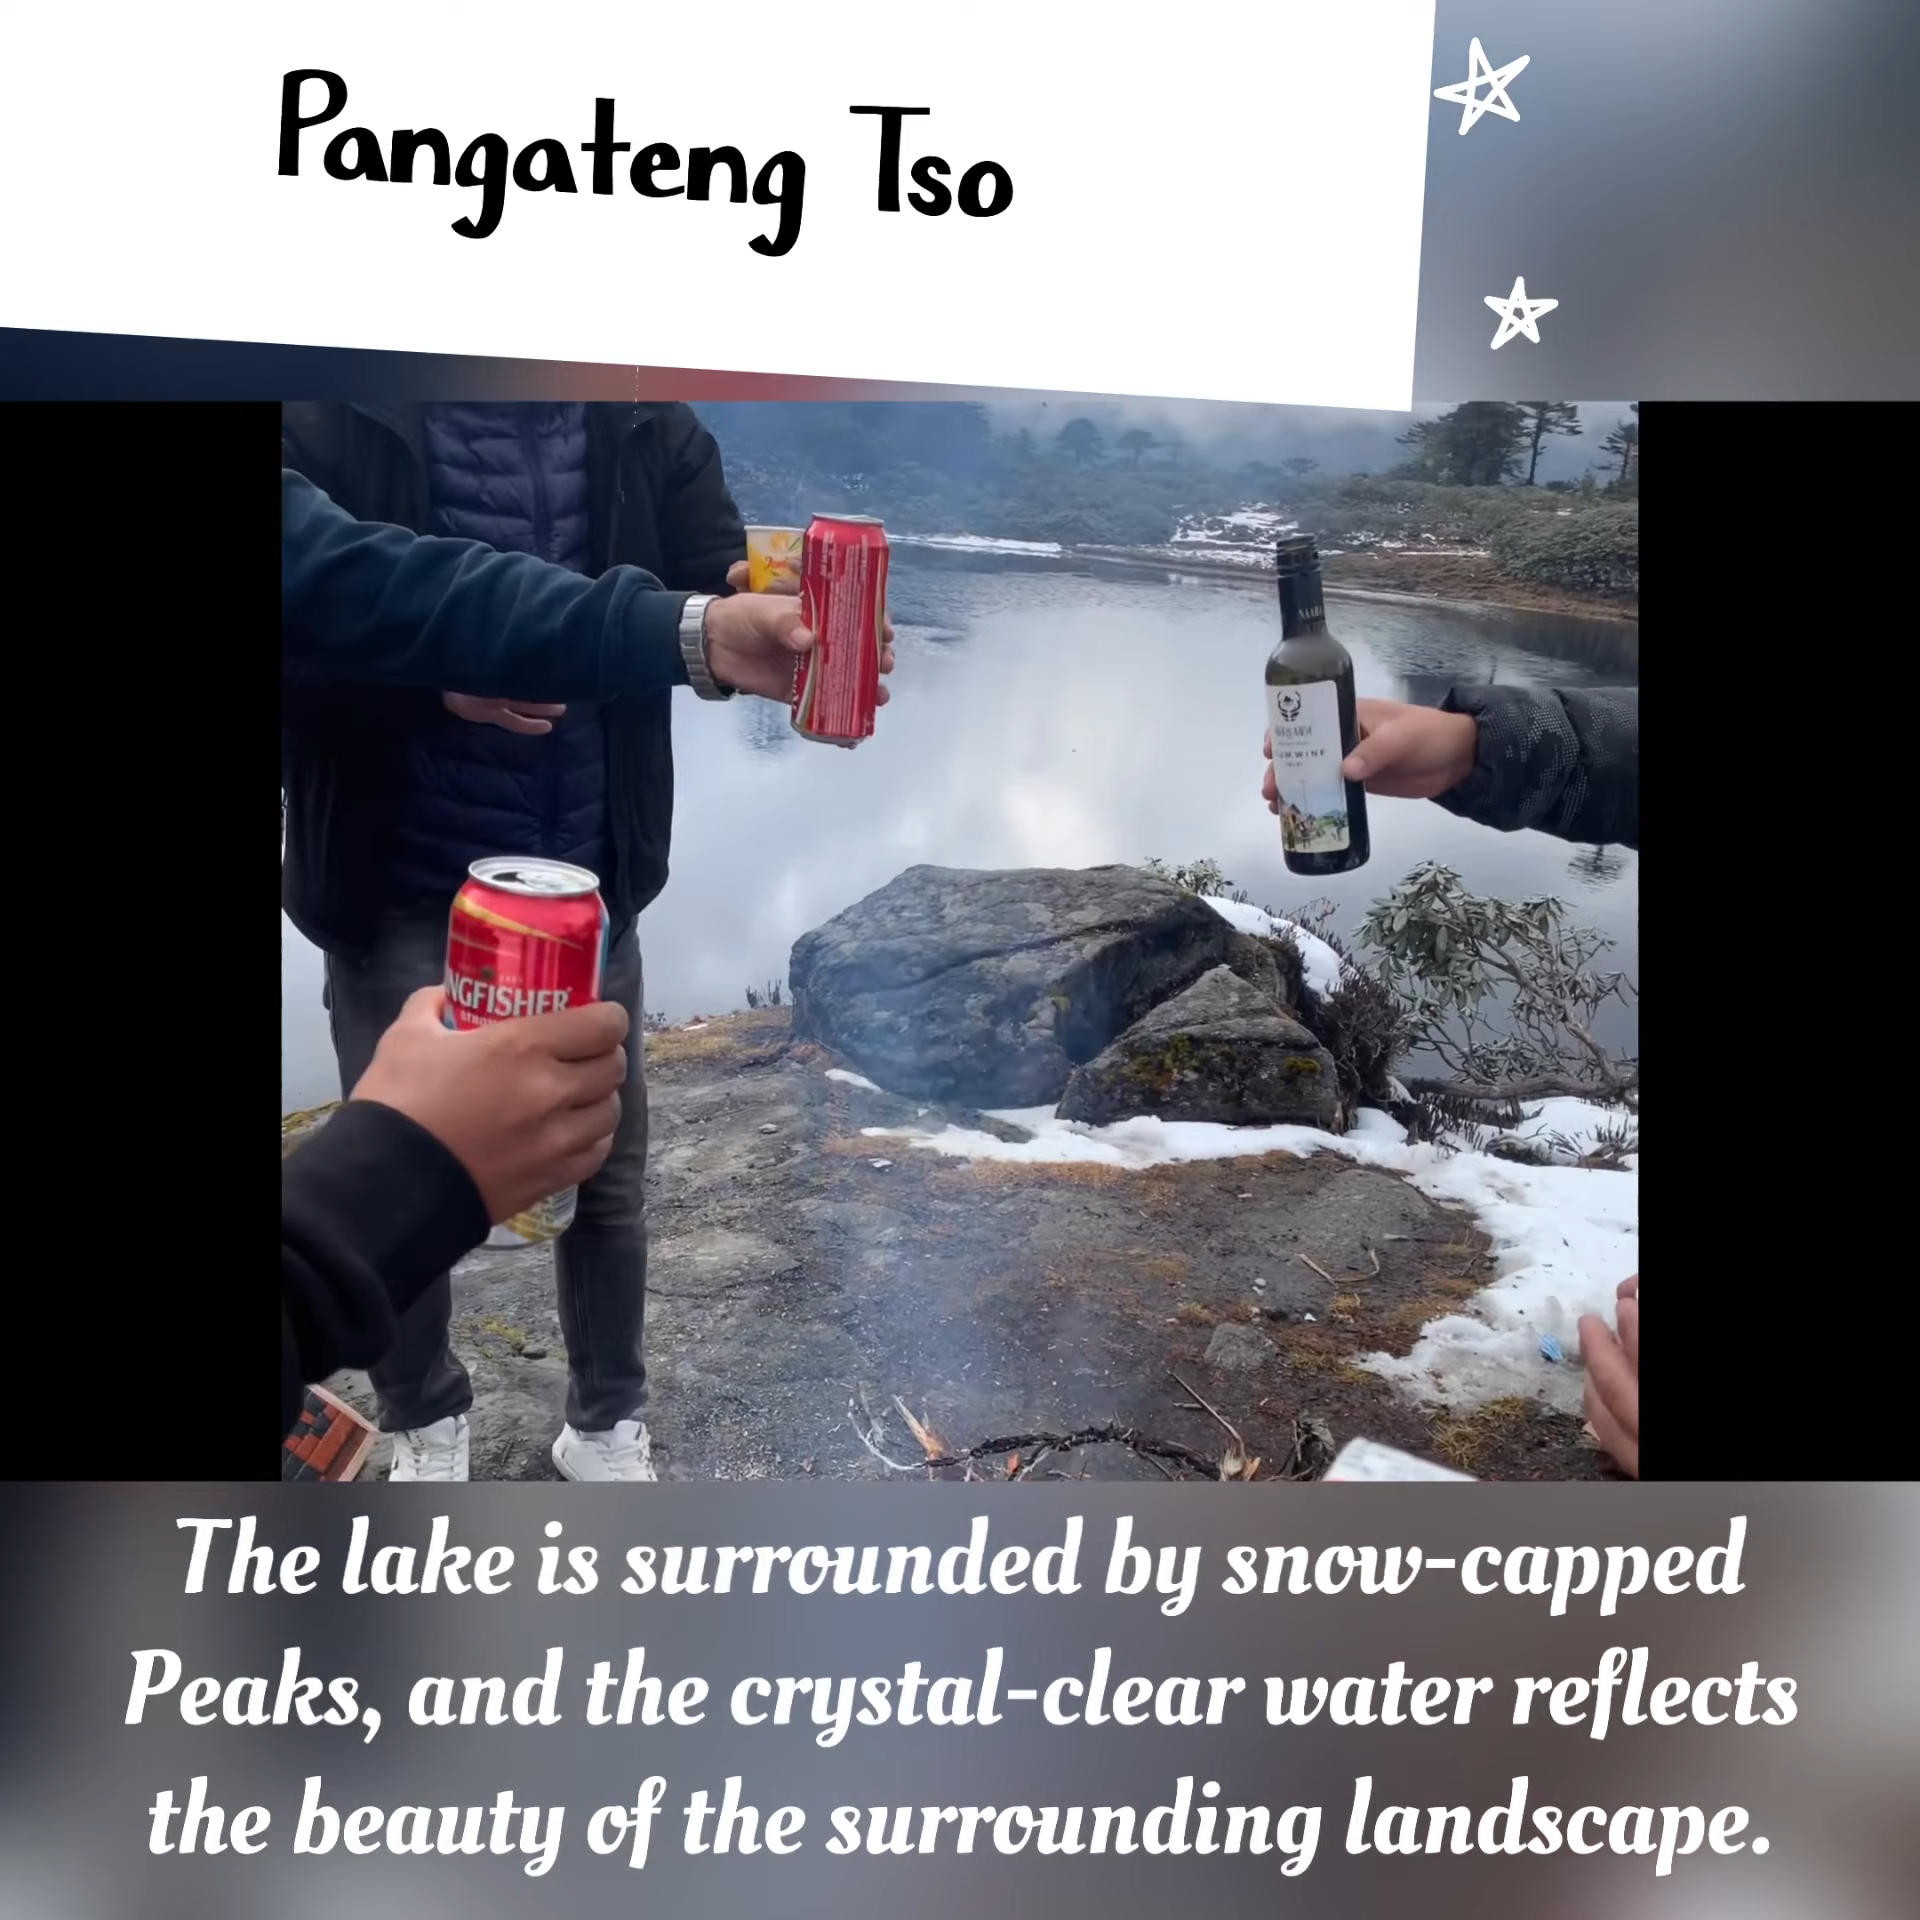 Pangateng Tso
NGFISHER
WINE
The lake is surrounded by snow-capped
Peaks, and the crystal-clear water reflects
the beauty of the surrounding landscape.